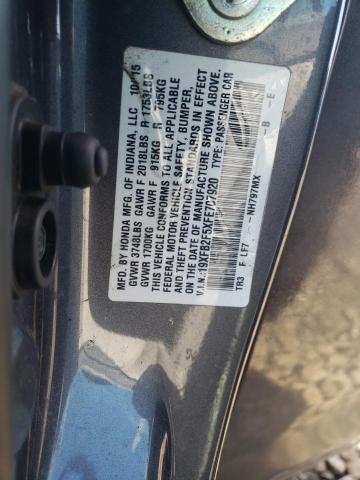 MFD. BY HONDA OF INDIANA, LLC 10/15
GVWR 3748LBS GAWR F 2018LBS R 1753LBS
GVWR 1700KG GAWR F 915KG R 795KG
THIS VEHICLE CONFORMS TO ALL APPLICABLE
FEDERAL MOTOR VEHICLE SAFETY, BUMPER,
AND THEFT PREVENTION STANDARDS IN EFFECT
ON THE DATE OF MANUFACTURE SHOWN ABOVE.
V.I.N.: 19XFB2F5XFE707920 TYPE: PASSENGER CAR
TR3 F LF7 NH797MX -B -E